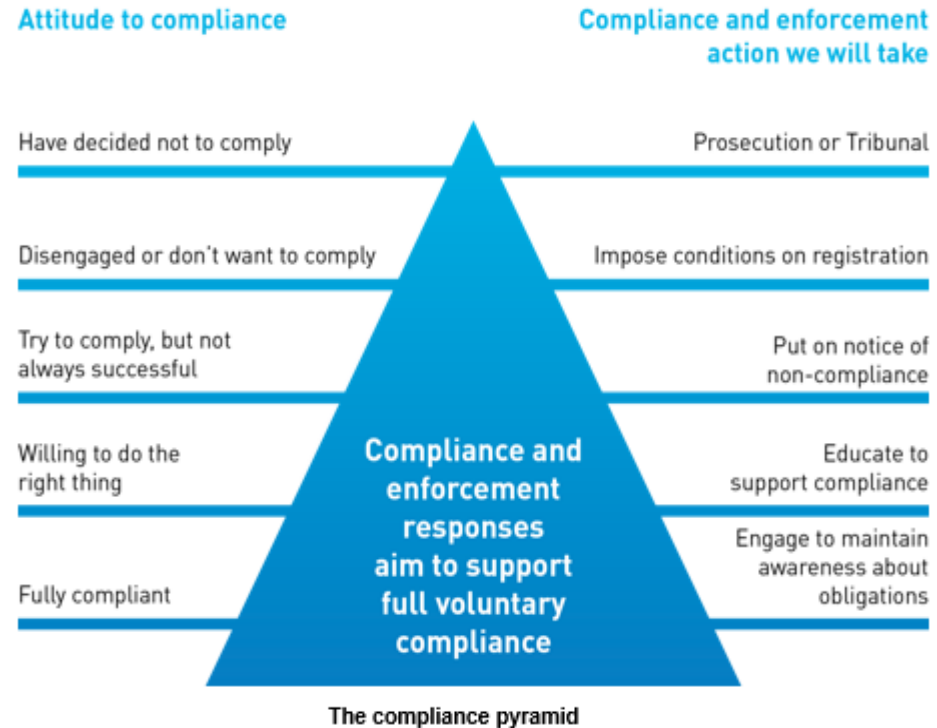 Attitude to compliance
Compliance and enforcement
action we will take
Have decided not to comply
Prosecution or Tribunal
Disengaged or don't want to comply
Impose conditions on registration
Try to comply, but not
always successful
Put on notice of
non-compliance
Willing to do the
right thing
Educate to
support compliance
Fully compliant
Engage to maintain
awareness about
obligations
Compliance and
enforcement
responses
aim to support
full voluntary
compliance
The compliance pyramid